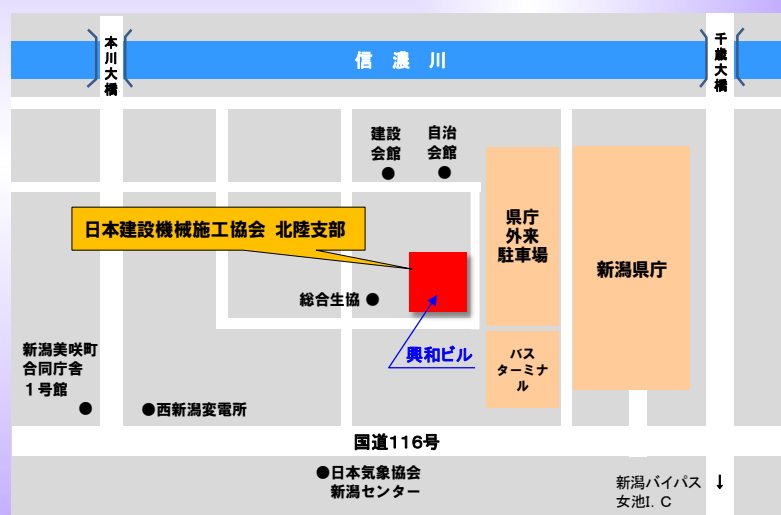 本川大橋
信 濃 川
千歳大橋
建設
会館
自治
会館
日本建設機械施工協会 北陸支部
県庁
外来
駐車場
新潟県庁
総合生協
興和ビル
バス
ターミナ
ル
新潟美咲町
合同庁舎
1号館
西新潟変電所
国道116号
日本気象協会
新潟センター
新潟バイパス ↓
女池I. C